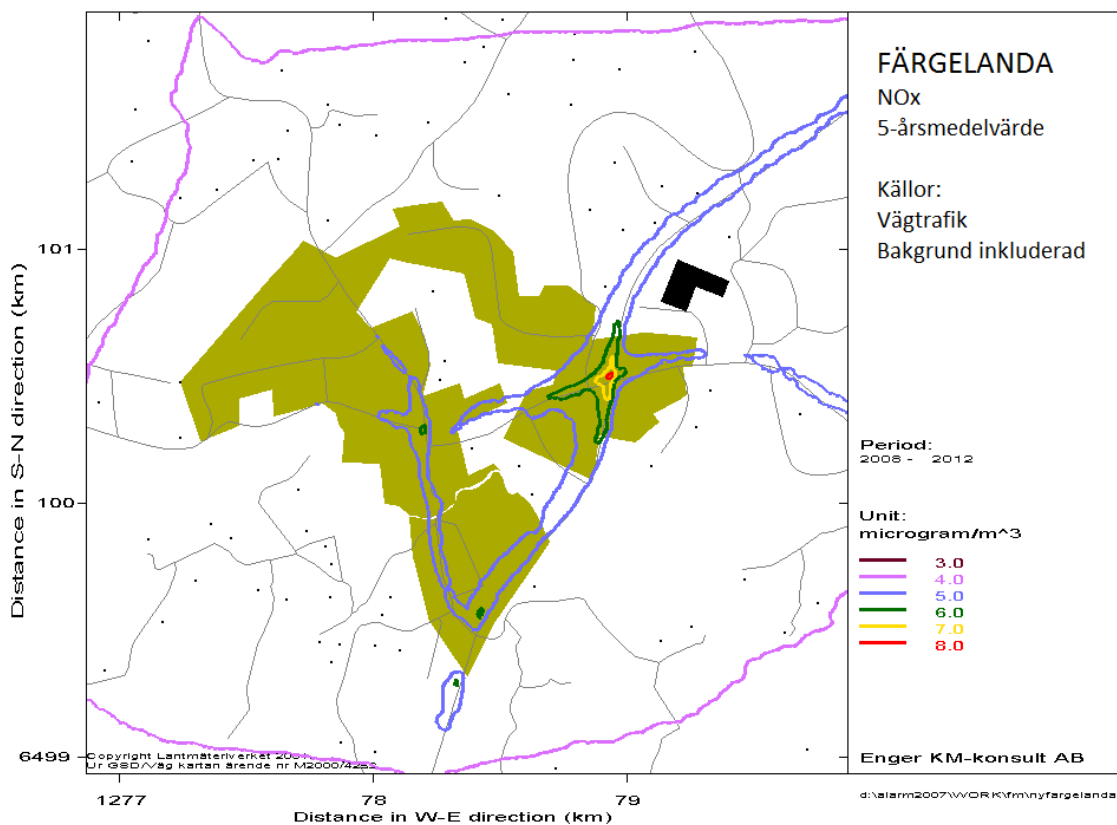 FÄRGELANDA
NOx
5-årsmedelvärde
Källor:
Vägtrafik
Bakgrund inkluderad
Period:
2008 - 2012
Unit:
microgram/m^3
3.0
4.0
5.0
6.0
7.0
8.0
Enger KM-konsult AB
d:\alarm2007\WORK\fm\nyfargelanda
Distance in S-N direction (km)
101
100
6499
Copyright Lantmäteriverket
Ur GSD/Väg kartan ärende nr M2000/4253
1277
78
79
Distance in W-E direction (km)